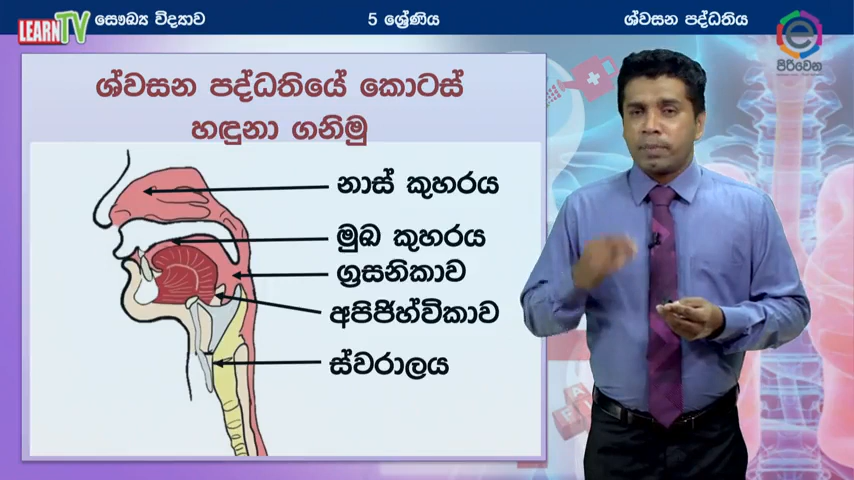 LEARN TV
සෞඛ්‍ය විද්‍යාව
5 ශ්‍රේණිය
ශ්වසන පද්ධතිය
පිරිවෙන
ශ්වසන පද්ධතියේ කොටස්
හඳුනා ගනිමු
නාස් කුහරය
මුඛ කුහරය
ග්‍රසනිකාව
අපිජිහ්විකාව
ස්වරාලය